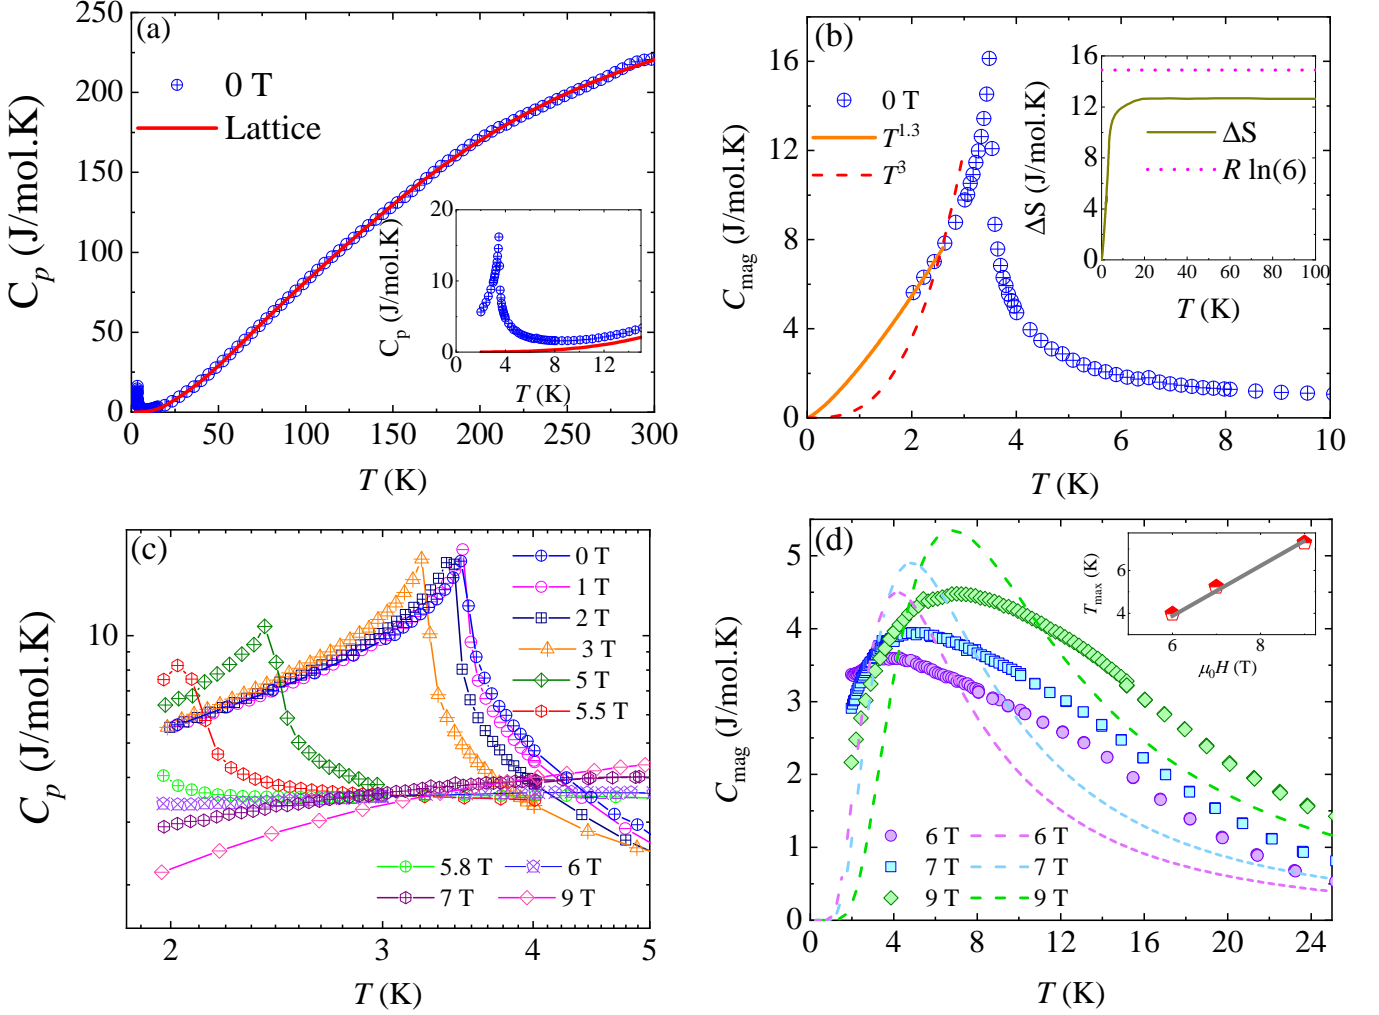 (a)
0 T
Lattice
C_p (J/mol.K)
250
200
150
100
50
0
0 50 100 150 200 250 300
T (K)
20
10
0
0 4 8 12
C_p (J/mol.K)
T (K)
(b)
0 T
T^1.3
T^3
C_mag (J/mol.K)
16
12
8
4
0
0 2 4 6 8 10
T (K)
16
12
8
4
0
0 20 40 60 80 100
ΔS (J/mol.K)
ΔS
R ln(6)
T (K)
(c)
0 T
1 T
2 T
3 T
5 T
5.5 T
5.8 T 6 T
7 T 9 T
C_p (J/mol.K)
10
2 3 4 5
T (K)
(d)
C_mag (J/mol.K)
5
4
3
2
1
0
0 4 8 12 16 20 24
T (K)
6 T 6 T
7 T 7 T
9 T 9 T
T_max (K)
6
4
6 8
μ0H (T)